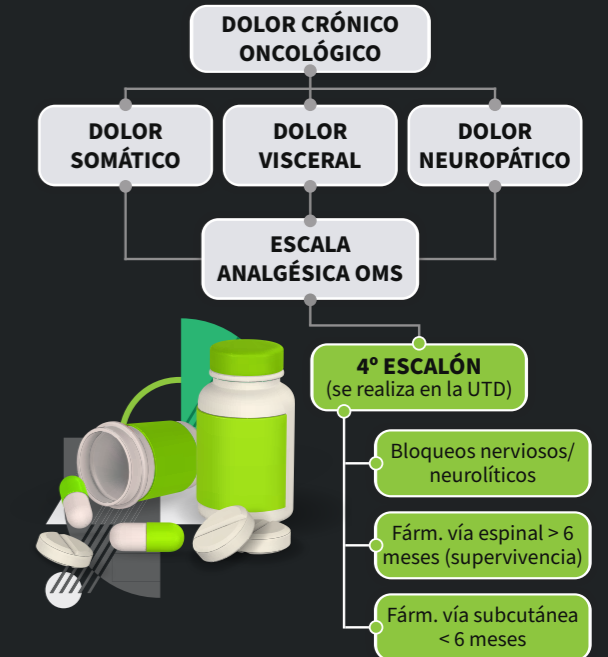 DOLOR CRÓNICO
ONCOLÓGICO
DOLOR
SOMÁTICO
DOLOR
VISCERAL
DOLOR
NEUROPÁTICO
ESCALA
ANALGÉSICA OMS
4º ESCALÓN
(se realiza en la UTD)
Bloqueos nerviosos/
neurolíticos
Fárm. vía espinal > 6
meses (supervivencia)
Fárm. vía subcutánea
< 6 meses